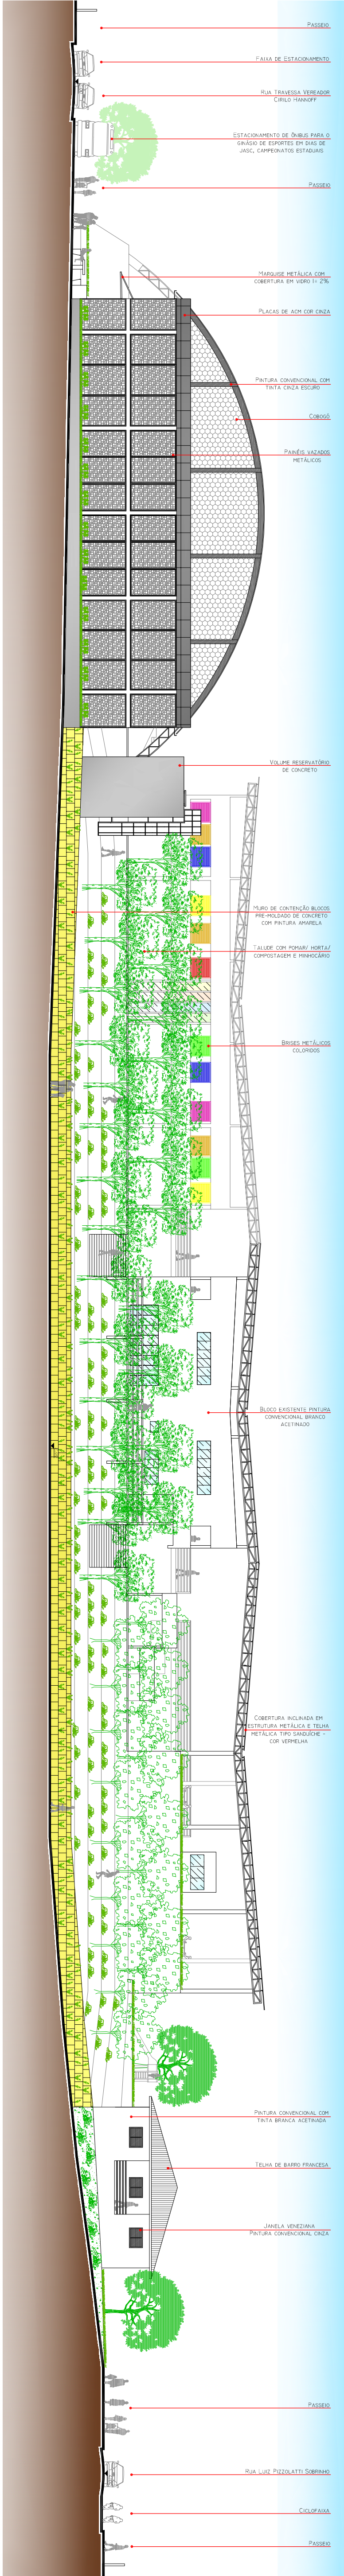 PASSEIO
FAIXA DE ESTACIONAMENTO
RUA TRAVESSA VEREADOR
CIRILO HANNOFF
ESTACIONAMENTO DE ÔNIBUS PARA O
GINÁSIO DE ESPORTES EM DIAS DE
JASC, CAMPEONATOS ESTADUAIS
PASSEIO
MARQUISE METÁLICA COM
COBERTURA EM VIDRO I= 2%
PLACAS DE ACM COR CINZA
PINTURA CONVENCIONAL COM
TINTA CINZA ESCURO
COBOGÓ
PAINÉIS VAZADOS
METÁLICOS
VOLUME RESERVATÓRIO
DE CONCRETO
MURO DE CONTENÇÃO BLOCOS
PRÉ-MOLDADO DE CONCRETO
COM PINTURA AMARELA
TALUDE COM POMAR/ HORTA/
COMPOSTAGEM E MINHOCÁRIO
BRISES METÁLICOS
COLORIDOS
BLOCO EXISTENTE PINTURA
CONVENCIONAL BRANCO
ACETINADO
COBERTURA INCLINADA EM
ESTRUTURA METÁLICA E TELHA
METÁLICA TIPO SANDUÍCHE -
COR VERMELHA
PINTURA CONVENCIONAL COM
TINTA BRANCA ACETINADA
TELHA DE BARRO FRANCESA
JANELA VENEZIANA
PINTURA CONVENCIONAL CINZA
PASSEIO
RUA LUIZ PIZZOLATTI SOBRINHO
CICLOFAIXA
PASSEIO